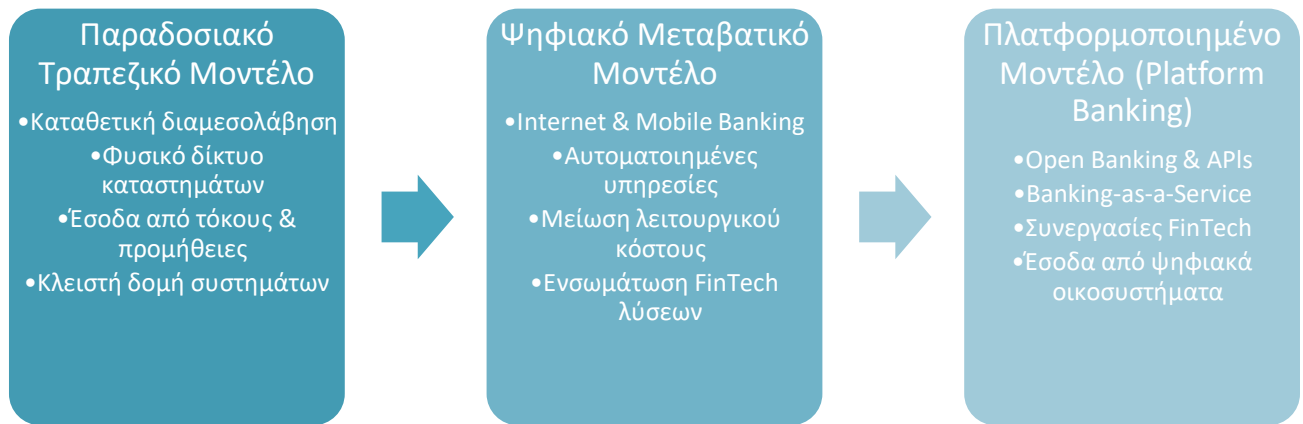 Παραδοσιακό
Τραπεζικό Μοντέλο
•Καταθετική διαμεσολάβηση
•Φυσικό δίκτυο
καταστημάτων
•Έσοδα από τόκους &
προμήθειες
•Κλειστή δομή συστημάτων
Ψηφιακό Μεταβατικό
Μοντέλο
•Internet & Mobile Banking
•Αυτοματοιημένες
υπηρεσίες
•Μείωση λειτουργικού
κόστους
•Ενσωμάτωση FinTech
λύσεων
Πλατφορμοποιημένο
Μοντέλο (Platform
Banking)
•Open Banking & APIs
•Banking-as-a-Service
•Συνεργασίες FinTech
•Έσοδα από ψηφιακά
οικοσυστήματα